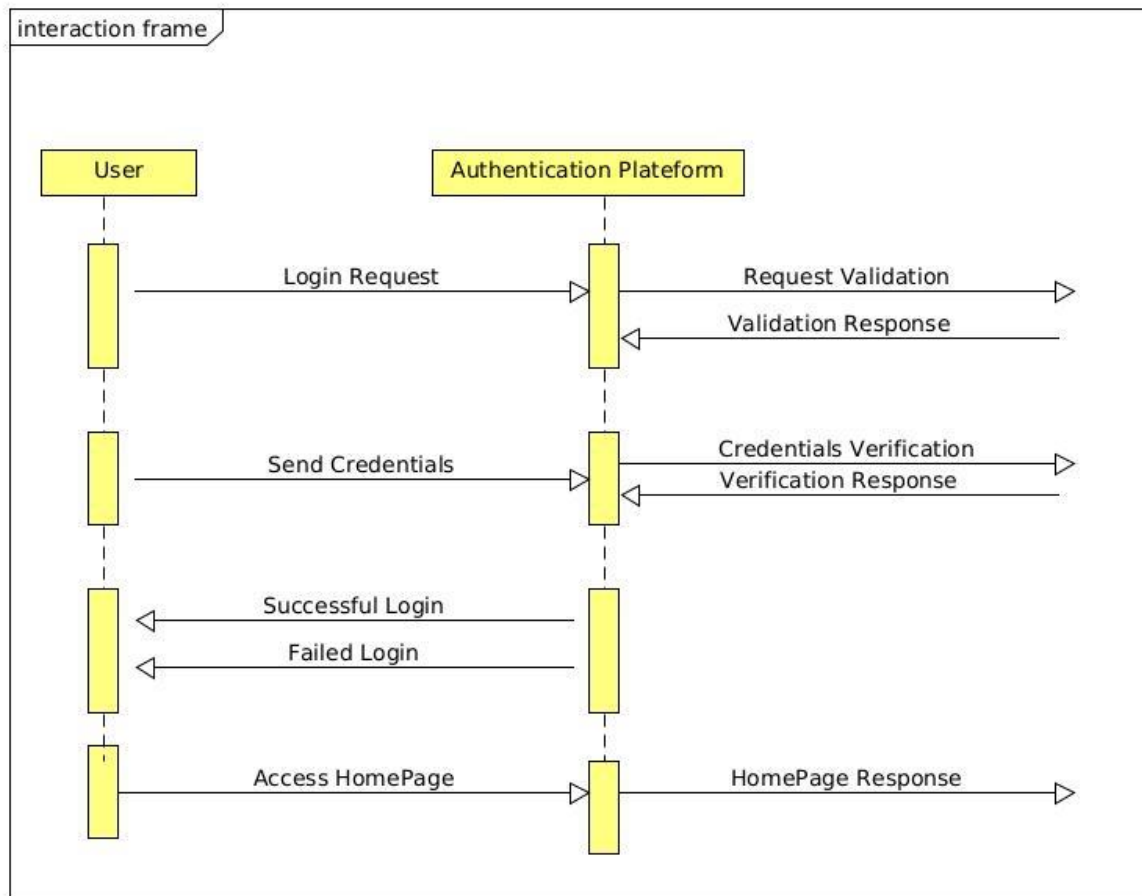 interaction frame
User
Authentication Plateform
Login Request
Request Validation
Validation Response
Send Credentials
Credentials Verification
Verification Response
Successful Login
Failed Login
Access HomePage
HomePage Response